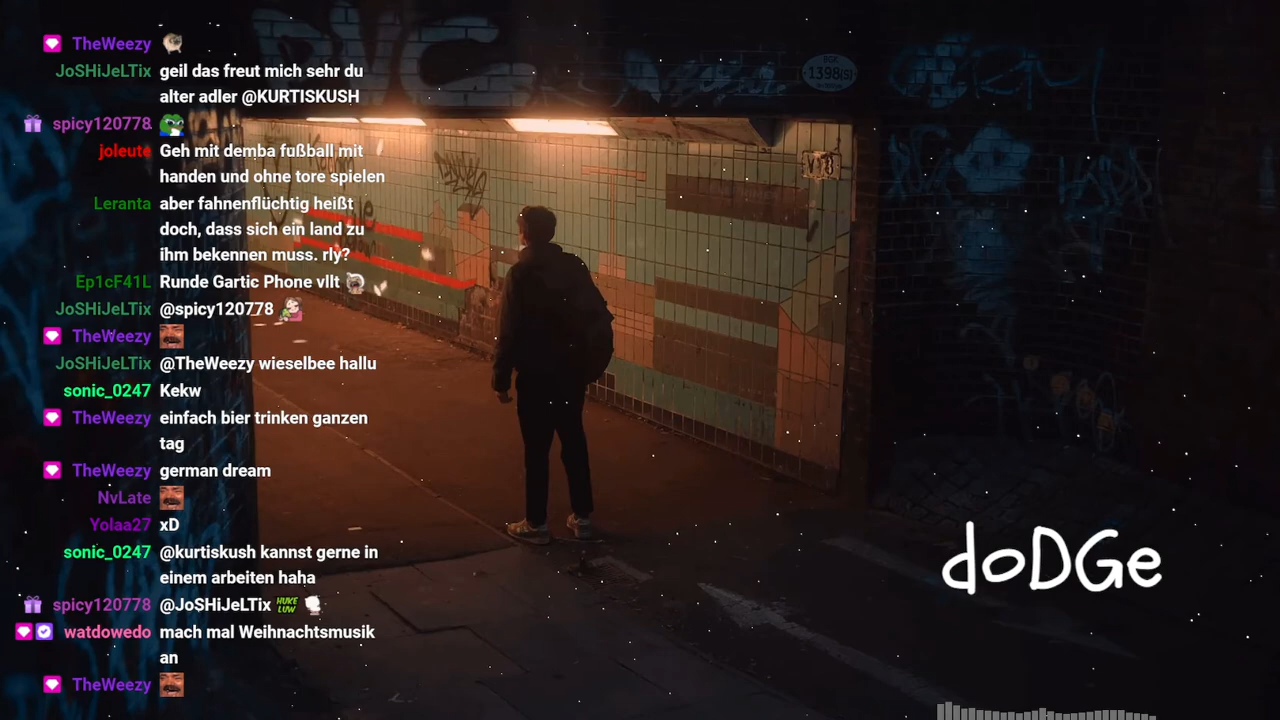 TheWeezy
JoSHiJeLTix geil das freut mich sehr du
alter adler @KURTISKUSH
spicy120778
joleute Geh mit demba fußball mit
handen und ohne tore spielen
Leranta aber fahnenflüchtig heißt
doch, dass sich ein land zu
ihm bekennen muss. rly?
Ep1cF41L Runde Gartic Phone vllt
JoSHiJeLTix @spicy120778
TheWeezy
JoSHiJeLTix @TheWeezy wieselbee hallu
sonic_0247 Kekw
TheWeezy einfach bier trinken ganzen
tag
TheWeezy german dream
NvLate
Yolaa27 xD
sonic_0247 @kurtiskush kannst gerne in
einem arbeiten haha
spicy120778 @JoSHiJeLTix HUKE LUW
watdowedo mach mal Weihnachtsmusik
an
TheWeezy
1398(S)
doDGe